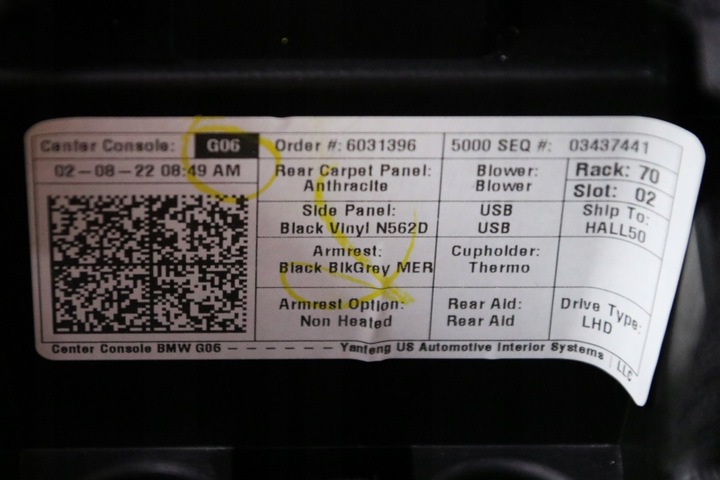 Center Console: G06
02-08-22 08:49 AM
Order #: 6031396
5000 SEQ #: 03437441
Rear Carpet Panel:
Anthracite
Blower:
Blower
Rack: 70
Slot: 02
Side Panel:
Black Vinyl N562D
USB
USB
Ship To:
HALL50
Armrest:
Black BlkGrey MER
Cupholder:
Thermo
Armrest Option:
Non Heated
Rear Aid:
Rear Aid
Drive Type:
LHD
Center Console BMW G06 - - - - - - - Yanfeng US Automotive Interior Systems LLC